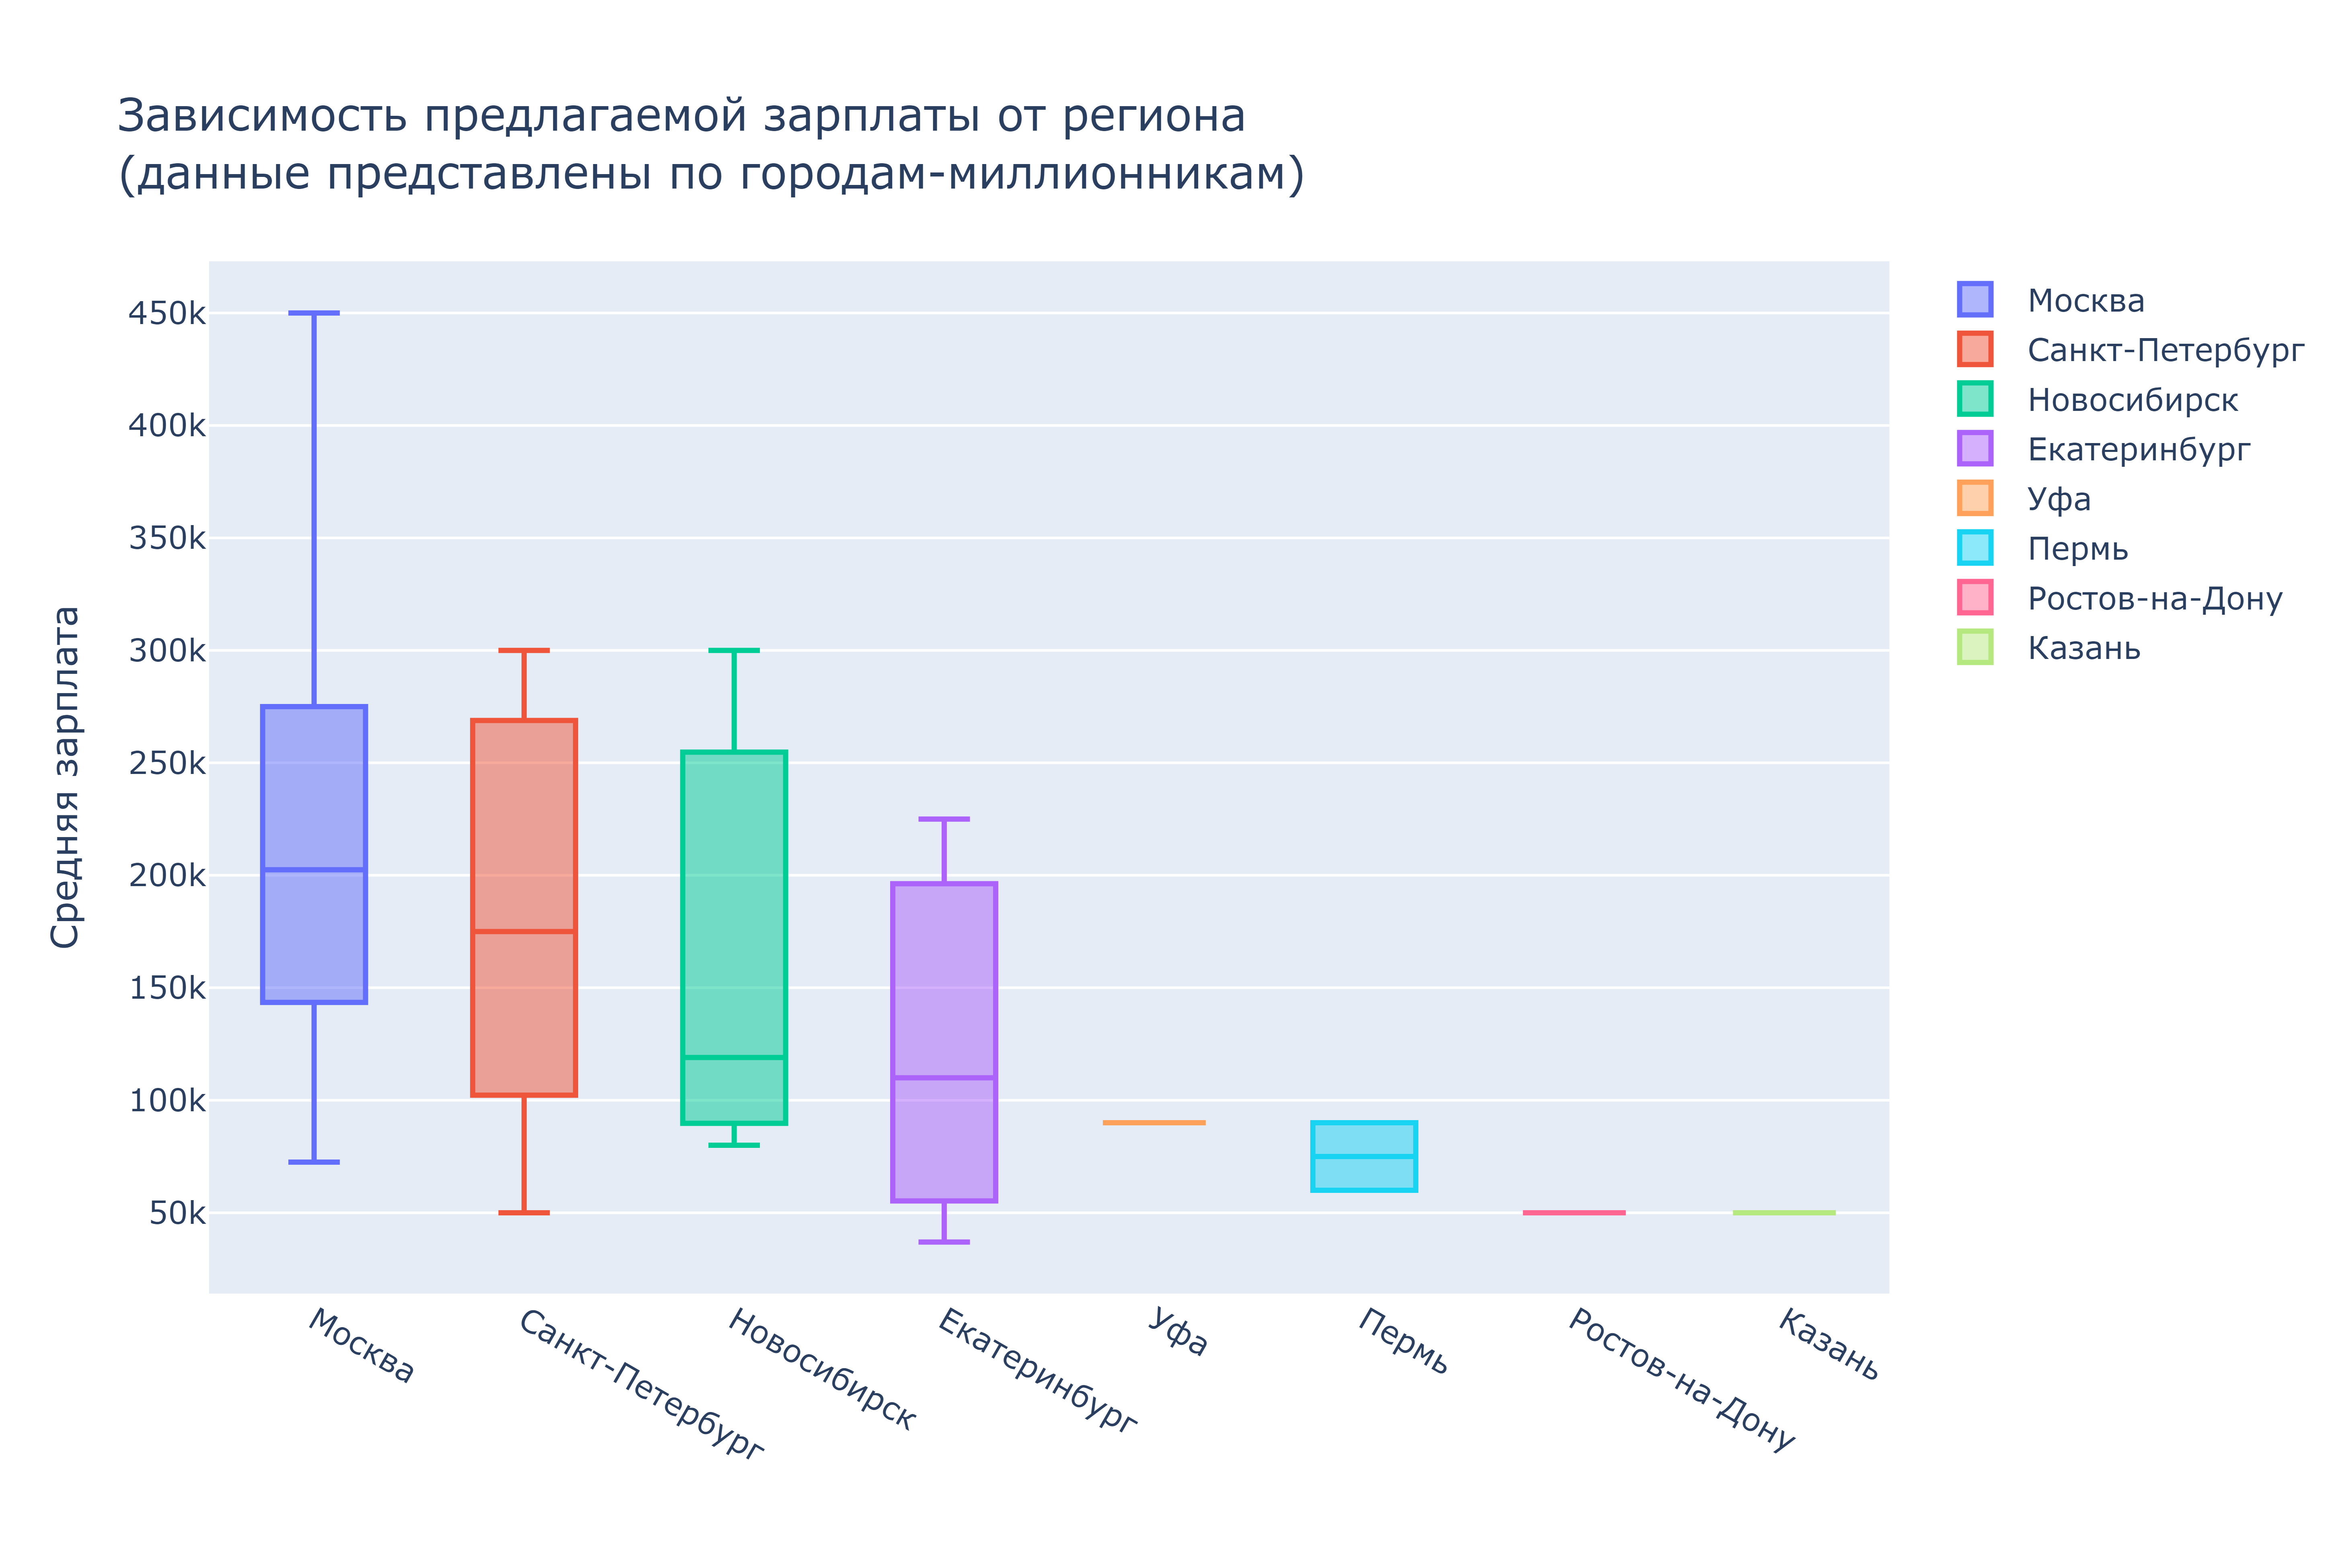 Зависимость предлагаемой зарплаты от региона
(данные представлены по городам-миллионникам)
Средняя зарплата
450k
400k
350k
300k
250k
200k
150k
100k
50k
Москва
Санкт-Петербург
Новосибирск
Екатеринбург
Уфа
Пермь
Ростов-на-Дону
Казань
Москва
Санкт-Петербург
Новосибирск
Екатеринбург
Уфа
Пермь
Ростов-на-Дону
Казань